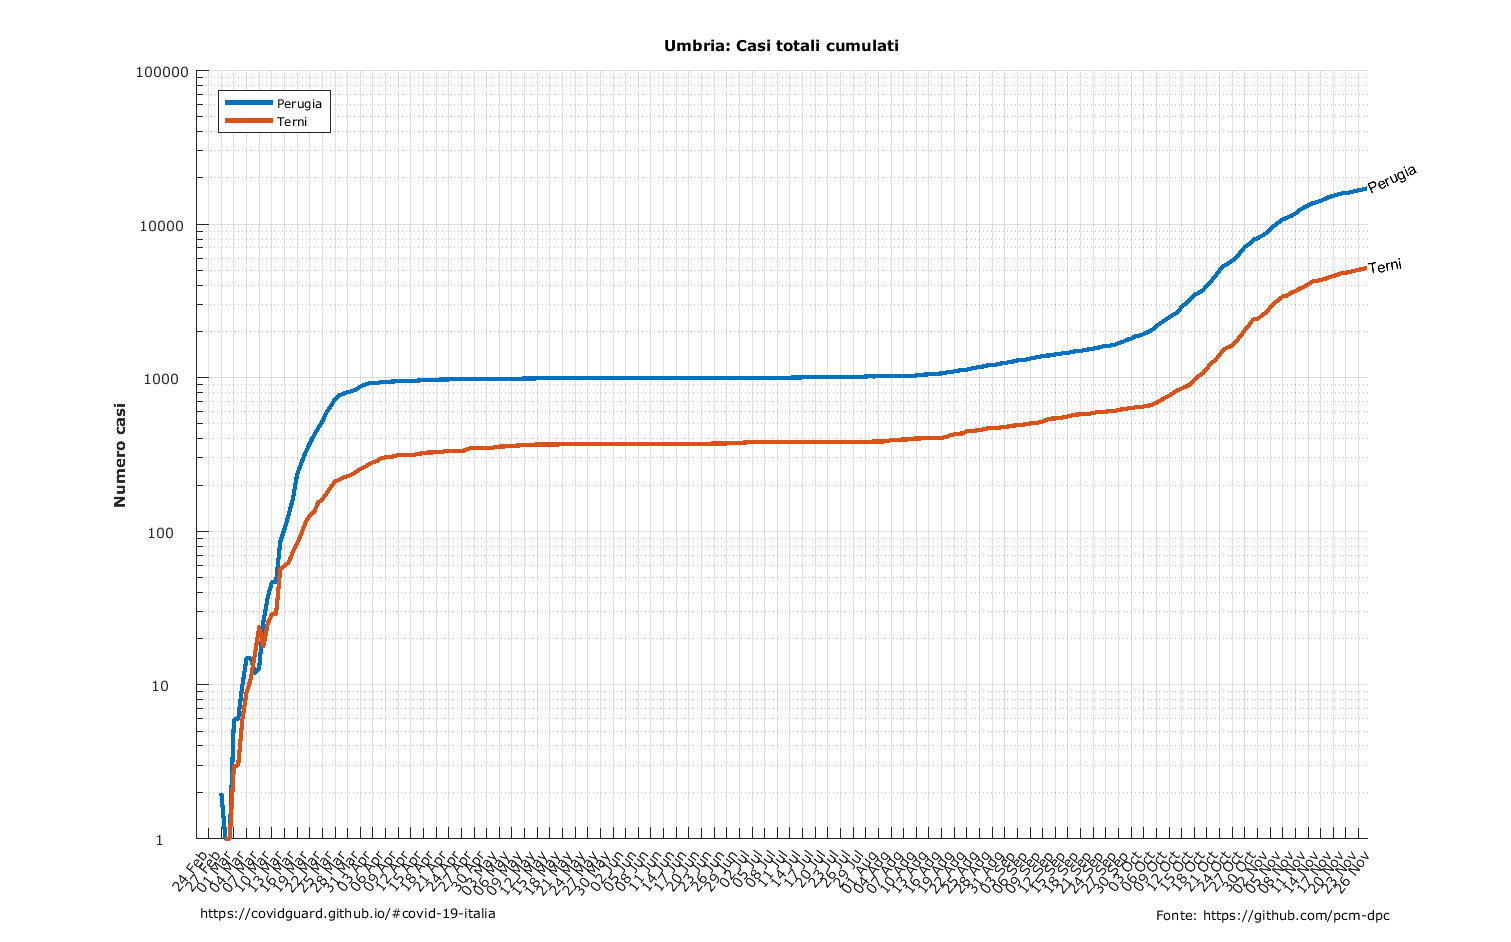 Umbria: Casi totali cumulati
100000
10000
1000
100
10
1
Numero casi
Perugia
Terni
Perugia
Terni
24 Feb
27 Feb
01 Mar
04 Mar
07 Mar
10 Mar
13 Mar
16 Mar
19 Mar
22 Mar
25 Mar
28 Mar
31 Mar
03 Apr
06 Apr
09 Apr
12 Apr
15 Apr
18 Apr
21 Apr
24 Apr
27 Apr
30 Apr
03 May
06 May
09 May
12 May
15 May
18 May
21 May
24 May
27 May
30 May
02 Jun
05 Jun
08 Jun
11 Jun
14 Jun
17 Jun
20 Jun
23 Jun
26 Jun
29 Jun
02 Jul
05 Jul
08 Jul
11 Jul
14 Jul
17 Jul
20 Jul
23 Jul
26 Jul
29 Jul
01 Aug
04 Aug
07 Aug
10 Aug
13 Aug
16 Aug
19 Aug
22 Aug
25 Aug
28 Aug
31 Aug
03 Sep
06 Sep
09 Sep
12 Sep
15 Sep
18 Sep
21 Sep
24 Sep
27 Sep
30 Sep
03 Oct
06 Oct
09 Oct
12 Oct
15 Oct
18 Oct
21 Oct
24 Oct
27 Oct
30 Oct
02 Nov
05 Nov
08 Nov
11 Nov
14 Nov
17 Nov
20 Nov
23 Nov
26 Nov
https://covidguard.github.io/#covid-19-italia
Fonte: https://github.com/pcm-dpc